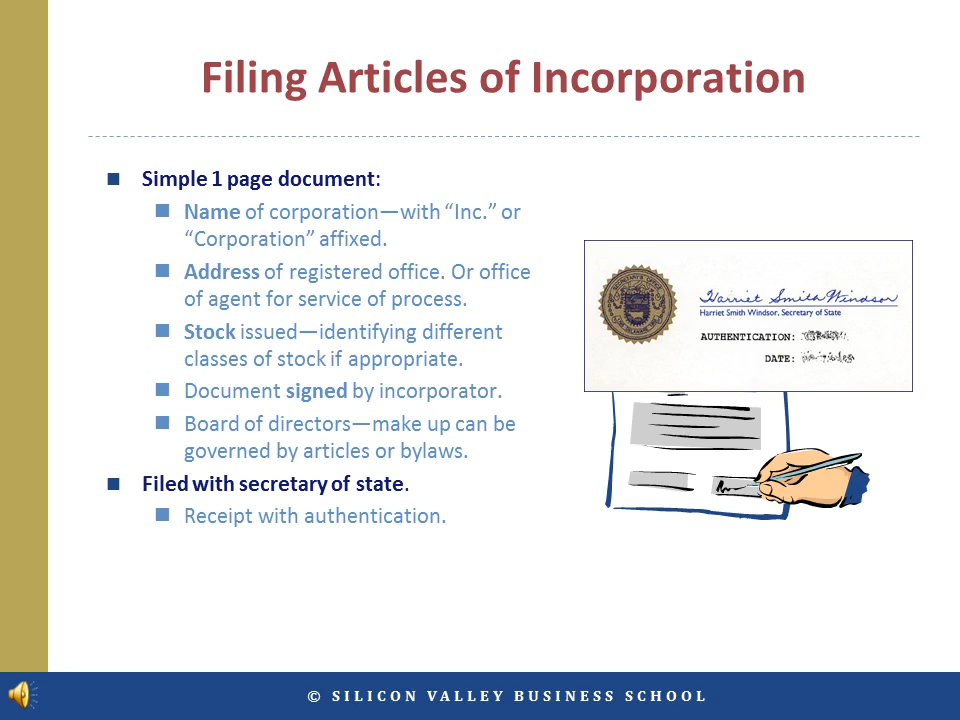 Filing Articles of Incorporation
■ Simple 1 page document:
■ Name of corporation—with “Inc.” or
“Corporation” affixed.
■ Address of registered office. Or office
of agent for service of process.
■ Stock issued—identifying different
classes of stock if appropriate.
■ Document signed by incorporator.
■ Board of directors—make up can be
governed by articles or bylaws.
■ Filed with secretary of state.
■ Receipt with authentication.
Harriet Smith Windsor
Harriet Smith Windsor, Secretary of State
AUTHENTICATION:
DATE:
© SILICON VALLEY BUSINESS SCHOOL